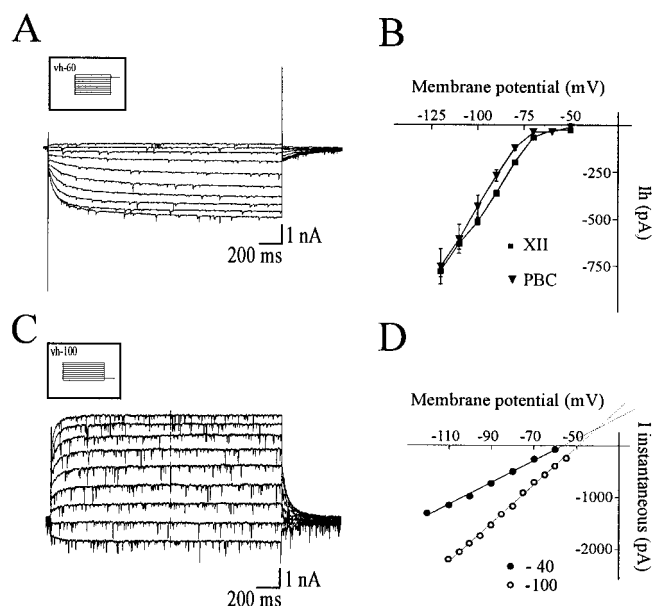 A
vh-60
1 nA
200 ms
B
Membrane potential (mV)
-125 -100 -75 -50
-250
-500
-750
Ih (pA)
XII
PBC
C
vh-100
1 nA
200 ms
D
Membrane potential (mV)
-110 -90 -70 -50
-1000
-2000
I instantaneous (pA)
- 40
-100